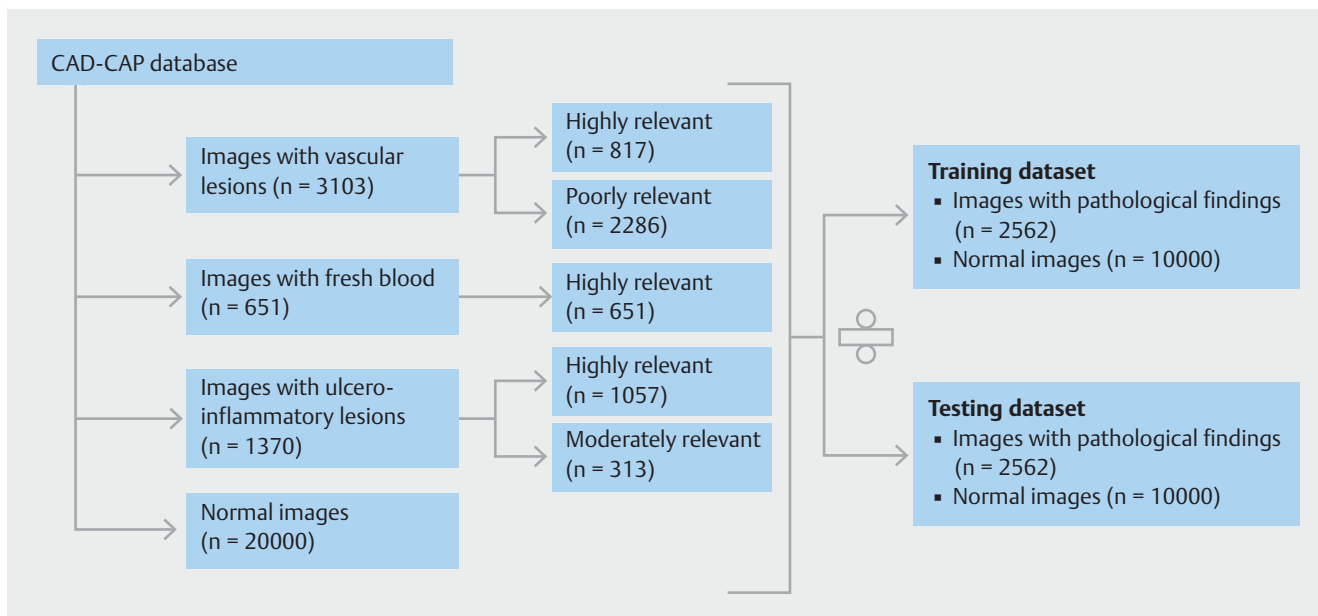 CAD-CAP database
Images with vascular
lesions (n = 3103)
Highly relevant
(n = 817)
Poorly relevant
(n = 2286)
Images with fresh blood
(n = 651)
Highly relevant
(n = 651)
Images with ulcero-
inflammatory lesions
(n = 1370)
Highly relevant
(n = 1057)
Moderately relevant
(n = 313)
Normal images
(n = 20000)
Training dataset
▪ Images with pathological findings
(n = 2562)
▪ Normal images (n = 10000)
Testing dataset
▪ Images with pathological findings
(n = 2562)
▪ Normal images (n = 10000)